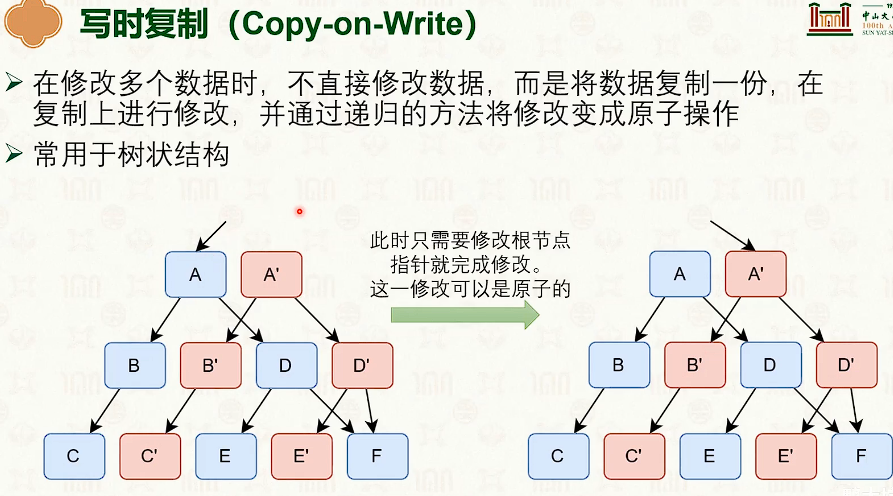 写时复制（Copy-on-Write）
中山大
100th A
SUN YAT-S
在修改多个数据时，不直接修改数据，而是将数据复制一份，在
复制上进行修改，并通过递归的方法将修改变成原子操作
常用于树状结构
此时只需要修改根节点
指针就完成修改。
这一修改可以是原子的
A A' A A'
B B' D D' B B' D D'
C C' E E' F C C' E E' F